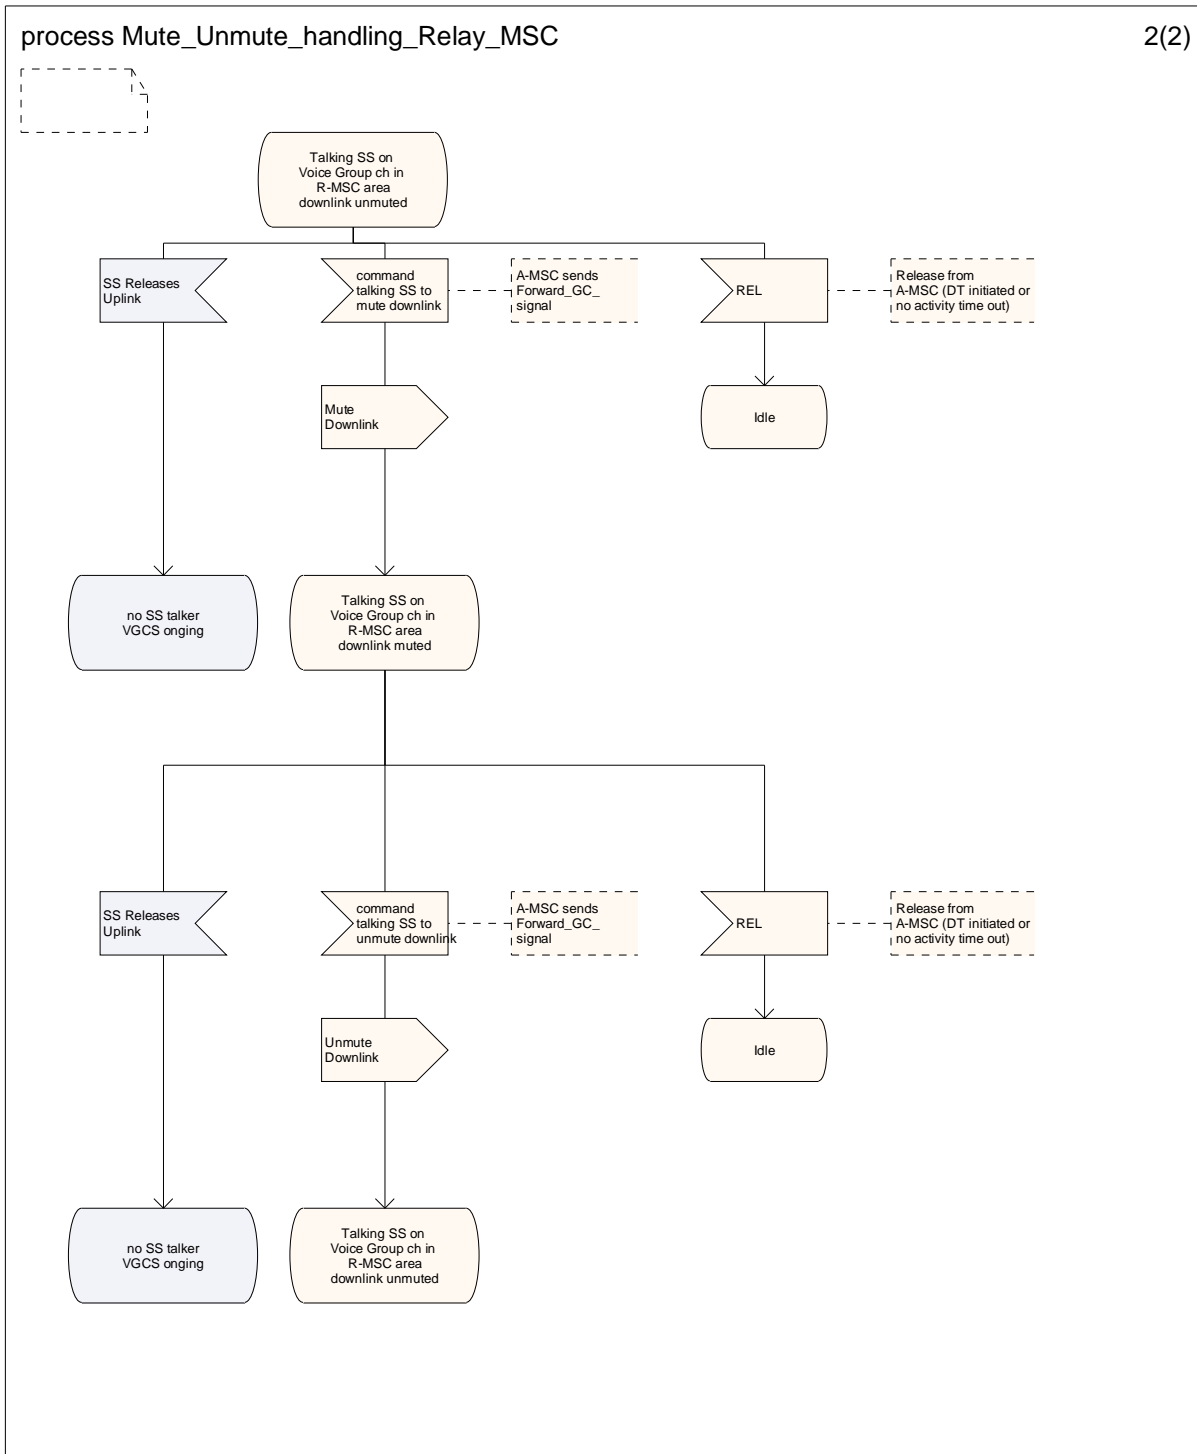 process Mute_Unmute_handling_Relay_MSC
2(2)
Talking SS on
Voice Group ch in
R-MSC area
downlink unmuted
SS Releases
Uplink
command
talking SS to
mute downlink
A-MSC sends
Forward_GC_
signal
REL
Release from
A-MSC (DT initiated or
no activity time out)
Mute
Downlink
Idle
no SS talker
VGCS onging
Talking SS on
Voice Group ch in
R-MSC area
downlink muted
SS Releases
Uplink
command
talking SS to
unmute downlink
A-MSC sends
Forward_GC_
signal
REL
Release from
A-MSC (DT initiated or
no activity time out)
Unmute
Downlink
Idle
no SS talker
VGCS onging
Talking SS on
Voice Group ch in
R-MSC area
downlink unmuted